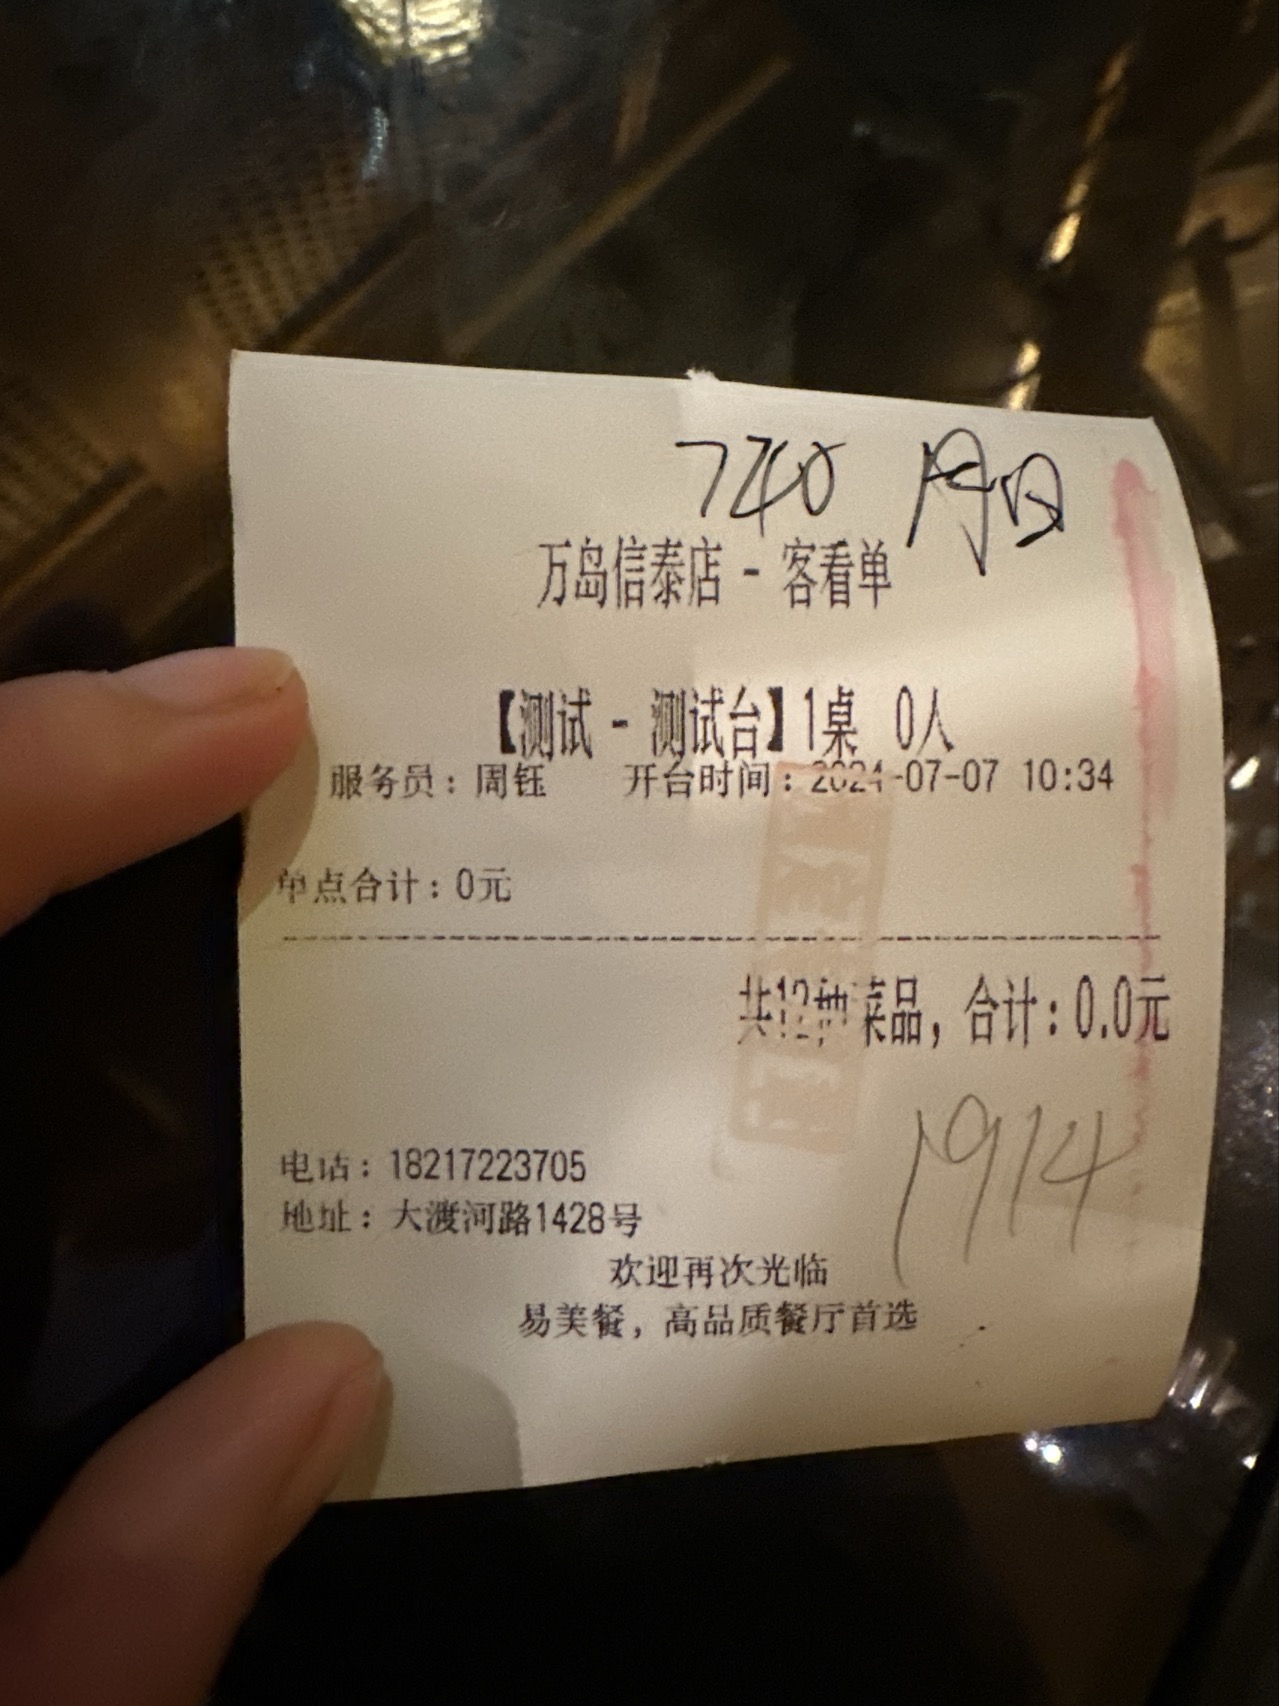 740
万岛信泰店 - 客看单
【测试 - 测试台】1桌 0人
服务员：周钰 开台时间：2024-07-07 10:34
单点合计：0元
共12种菜品，合计：0.0元
1914
电话：18217223705
地址：大渡河路1428号
欢迎再次光临
易美餐，高品质餐厅首选